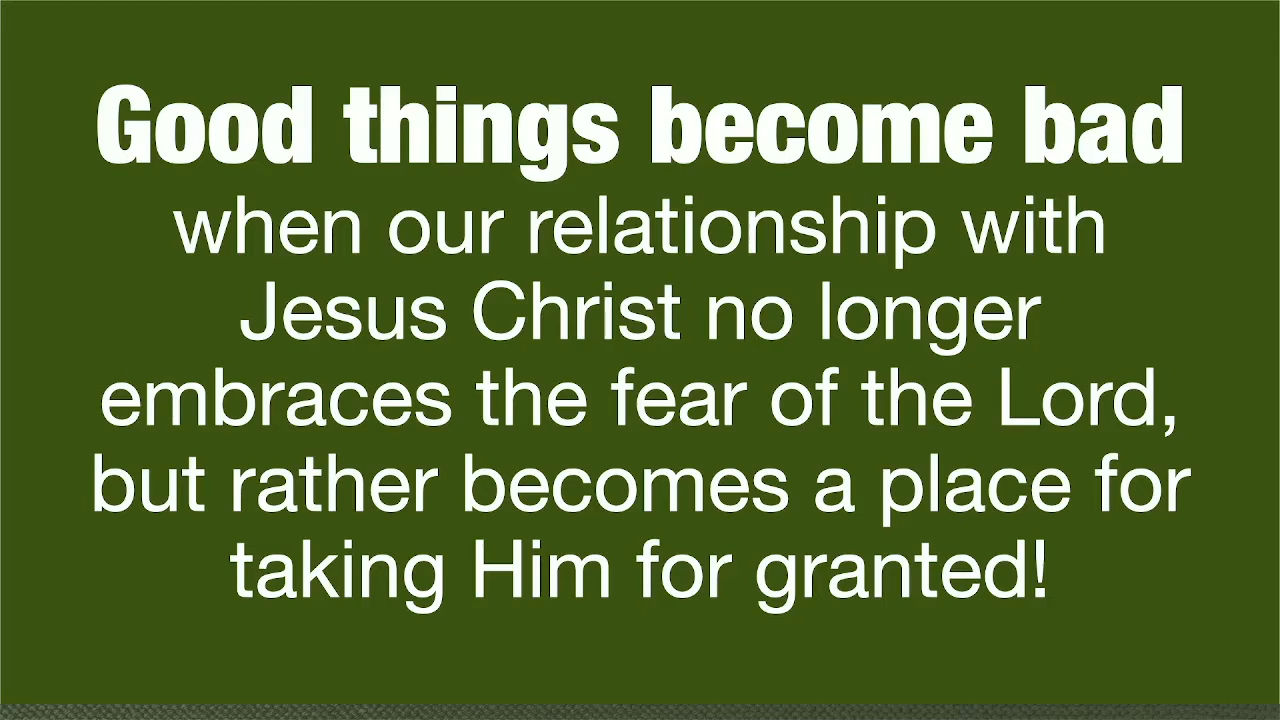 Good things become bad
when our relationship with
Jesus Christ no longer
embraces the fear of the Lord,
but rather becomes a place for
taking Him for granted!